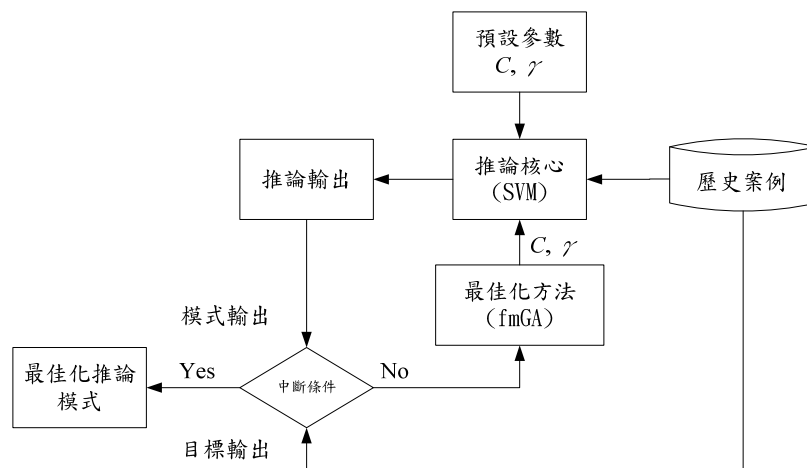 預設參數
C, γ
推論輸出
推論核心
(SVM)
歷史案例
C, γ
最佳化方法
(fmGA)
模式輸出
最佳化推論
模式
Yes
中斷條件
No
目標輸出